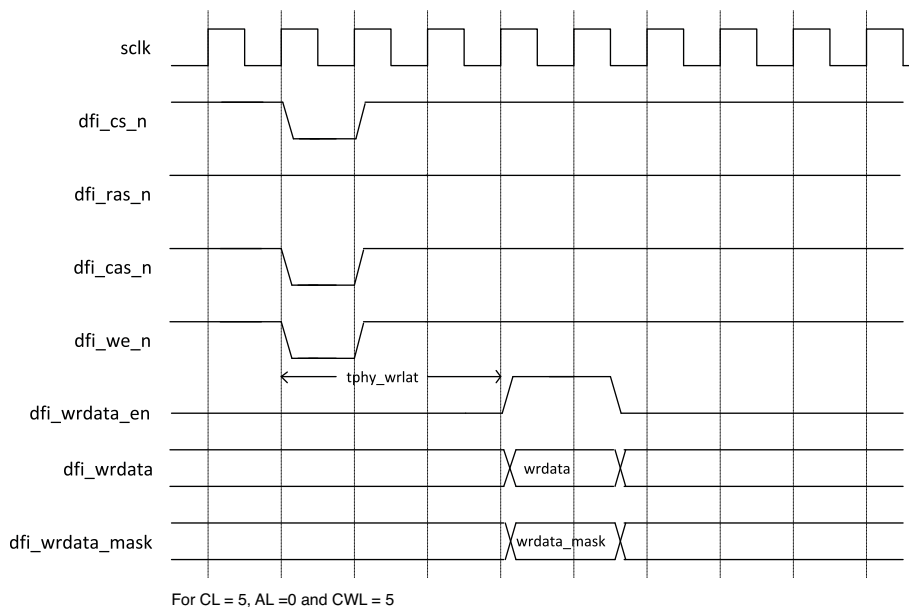 sclk
dfi_cs_n
dfi_ras_n
dfi_cas_n
dfi_we_n
tphy_wrlat
dfi_wrdata_en
dfi_wrdata
wrdata
dfi_wrdata_mask
wrdata_mask
For CL = 5, AL =0 and CWL = 5